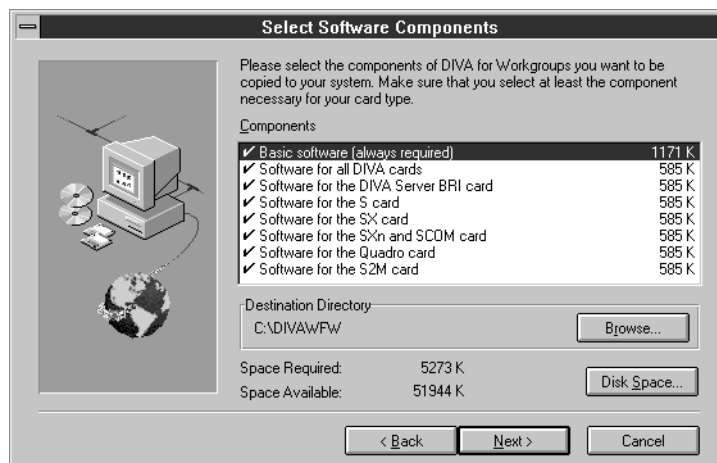 Select Software Components
Please select the components of DIVA for Workgroups you want to be
copied to your system. Make sure that you select at least the component
necessary for your card type.
Components
✔ Basic software (always required) 1171 K
✔ Software for all DIVA cards 585 K
✔ Software for the DIVA Server BRI card 585 K
✔ Software for the S card 585 K
✔ Software for the SX card 585 K
✔ Software for the SXn and SCOM card 585 K
✔ Software for the Quadro card 585 K
✔ Software for the S2M card 585 K
Destination Directory
C:\DIVAWFW Browse...
Space Required: 5273 K
Space Available: 51944 K Disk Space...
< Back Next > Cancel